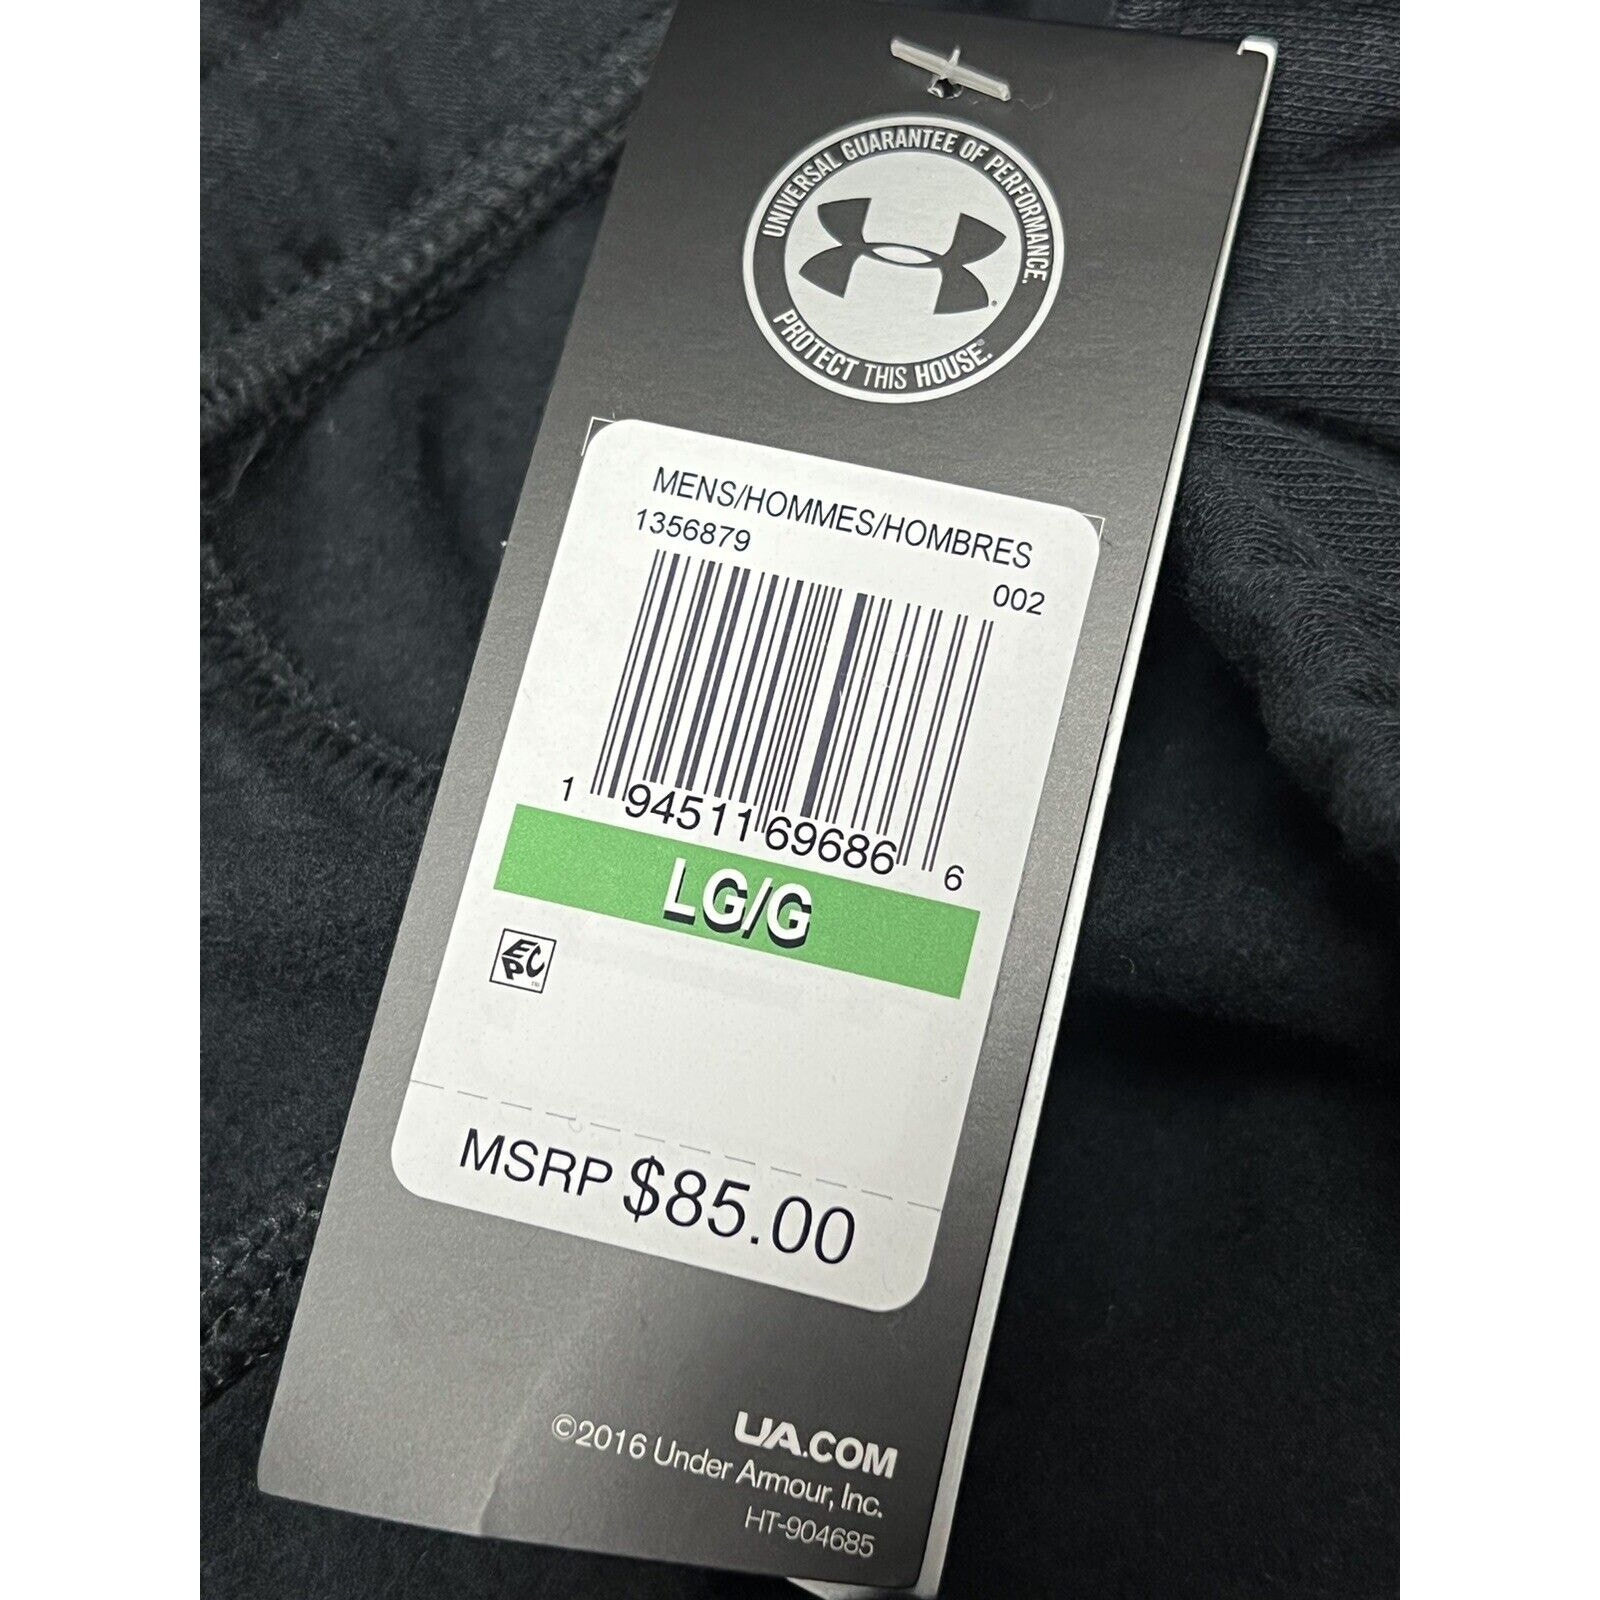 UNIVERSAL GUARANTEE OF PERFORMANCE.
PROTECT THIS HOUSE.®
MENS/HOMMES/HOMBRES
1356879
002
1 94511 69686 6
LG/G
EPC
MSRP $85.00
UA.COM
©2016 Under Armour, Inc.
HT-904685